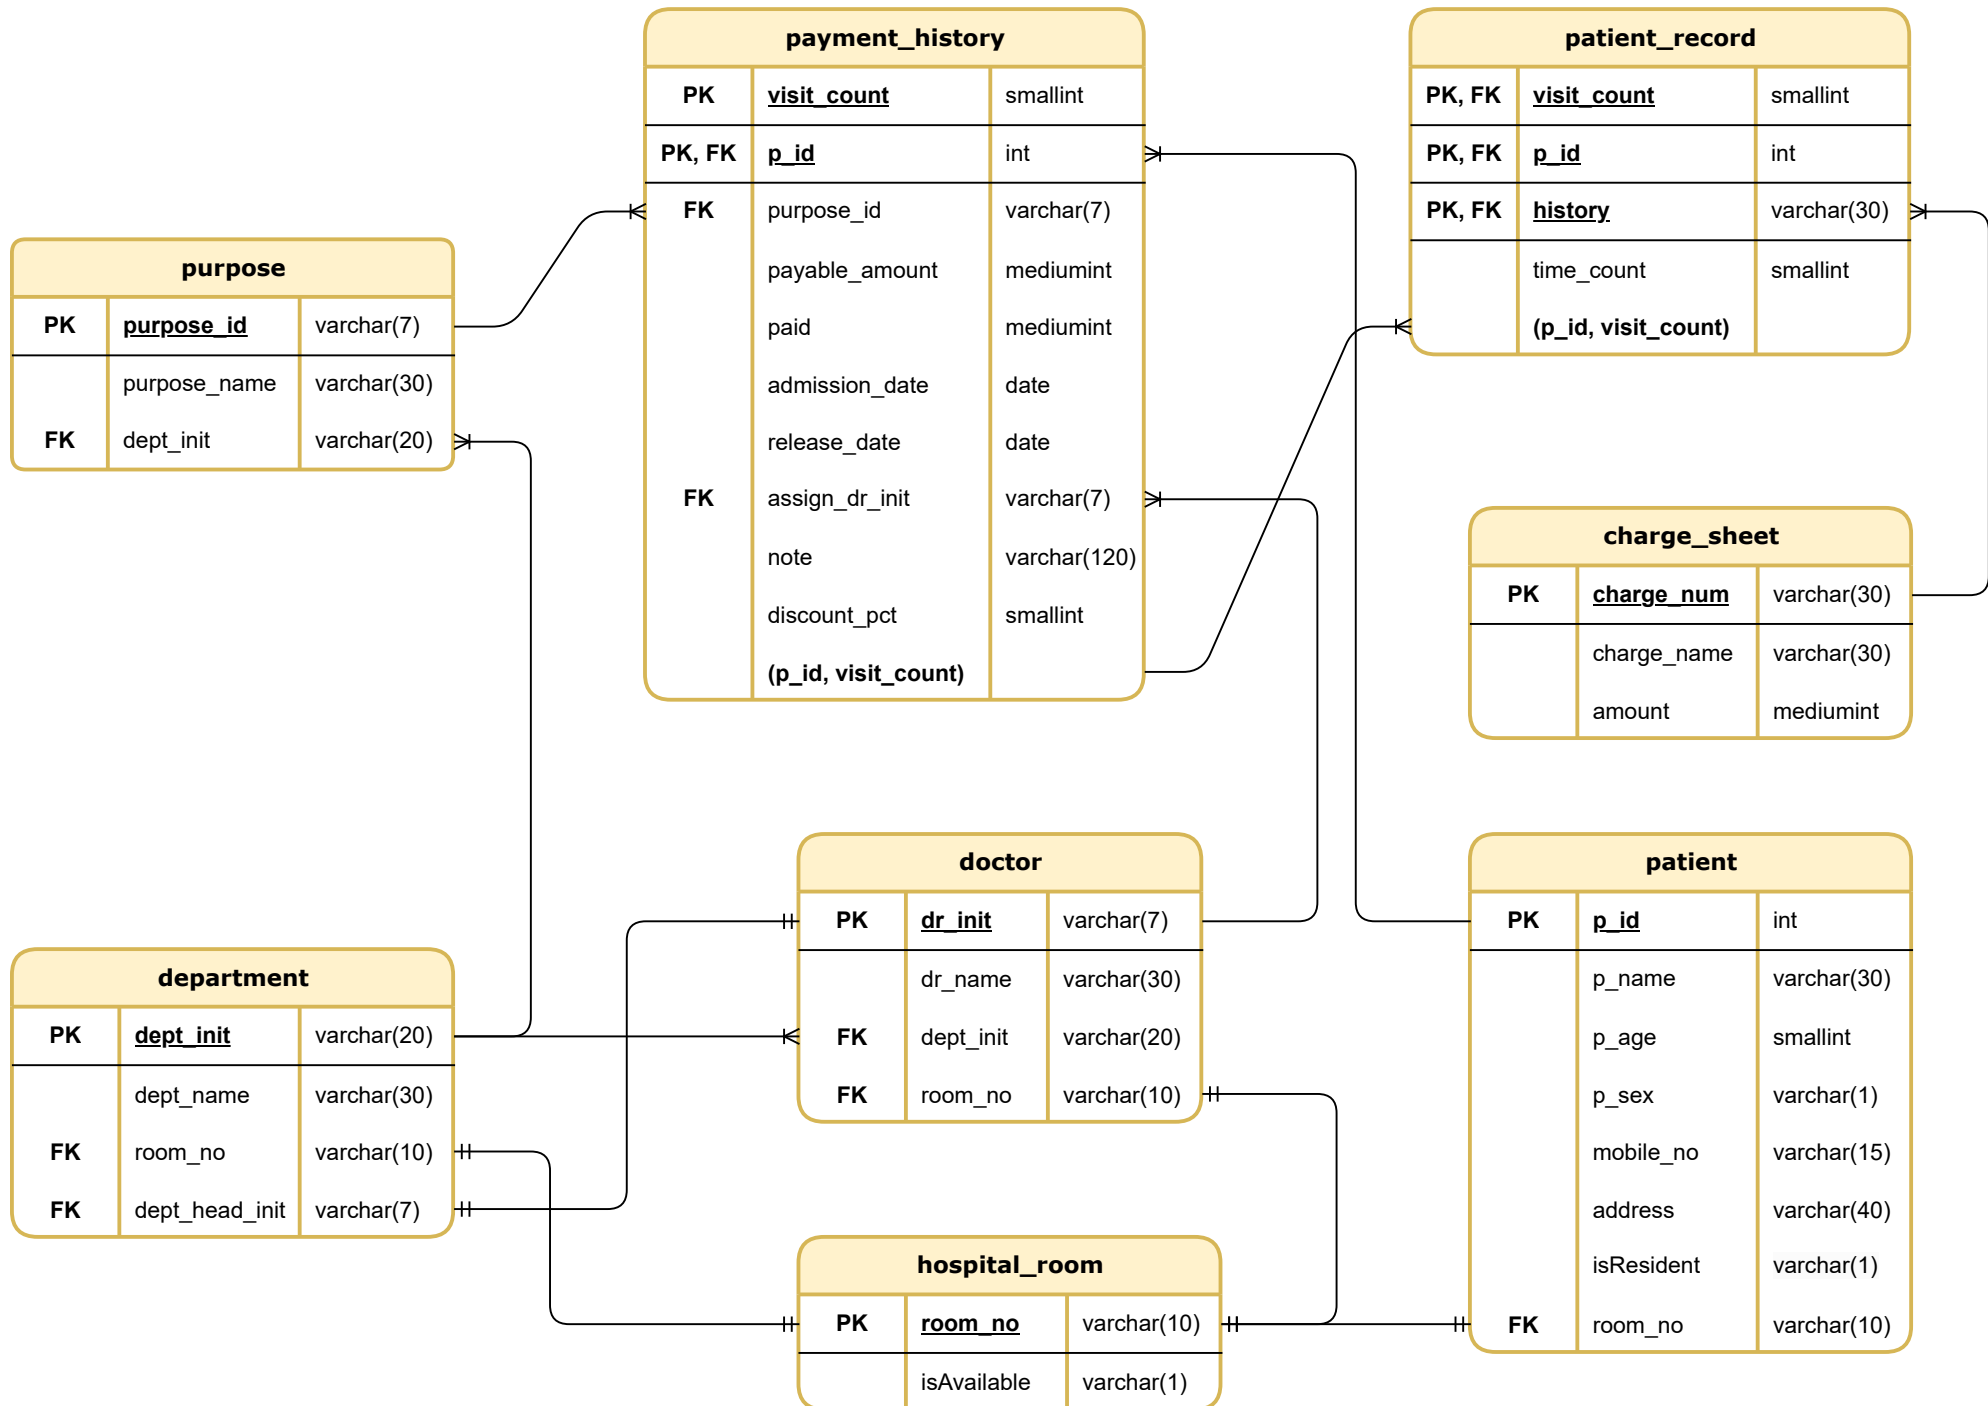 payment_history
PK visit_count smallint
PK, FK p_id int
FK purpose_id varchar(7)
payable_amount mediumint
paid mediumint
admission_date date
release_date date
FK assign_dr_init varchar(7)
note varchar(120)
discount_pct smallint
(p_id, visit_count)
patient_record
PK, FK visit_count smallint
PK, FK p_id int
PK, FK history varchar(30)
time_count smallint
(p_id, visit_count)
purpose
PK purpose_id varchar(7)
purpose_name varchar(30)
FK dept_init varchar(20)
charge_sheet
PK charge_num varchar(30)
charge_name varchar(30)
amount mediumint
doctor
PK dr_init varchar(7)
dr_name varchar(30)
FK dept_init varchar(20)
FK room_no varchar(10)
patient
PK p_id int
p_name varchar(30)
p_age smallint
p_sex varchar(1)
mobile_no varchar(15)
address varchar(40)
isResident varchar(1)
FK room_no varchar(10)
department
PK dept_init varchar(20)
dept_name varchar(30)
FK room_no varchar(10)
FK dept_head_init varchar(7)
hospital_room
PK room_no varchar(10)
isAvailable varchar(1)